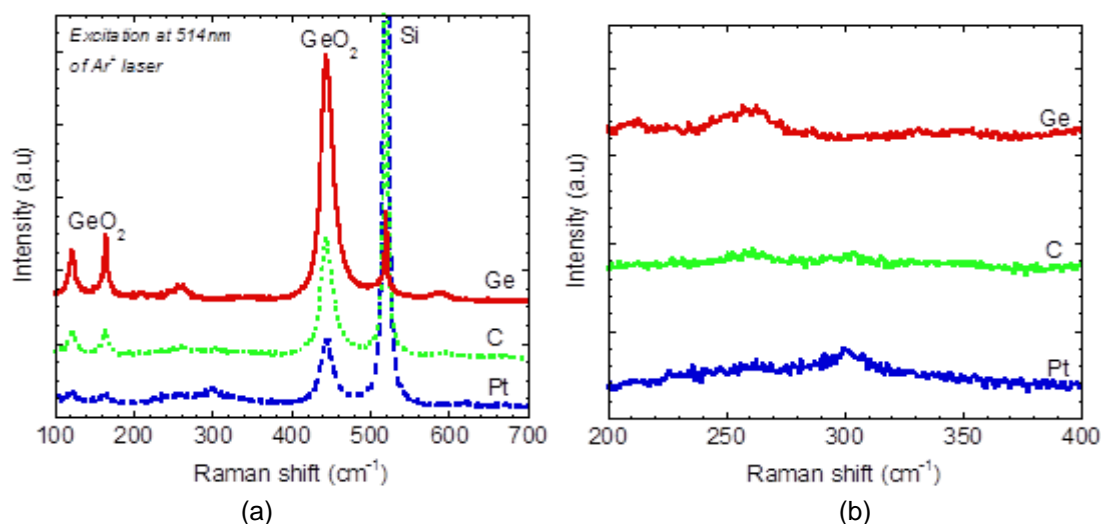 Excitation at 514nm
of Ar⁺ laser
GeO₂
Si
GeO₂
Ge
C
Pt
Intensity (a.u)
100 200 300 400 500 600 700
Raman shift (cm⁻¹)
(a)
Ge
C
Pt
Intensity (a.u)
200 250 300 350 400
Raman shift (cm⁻¹)
(b)